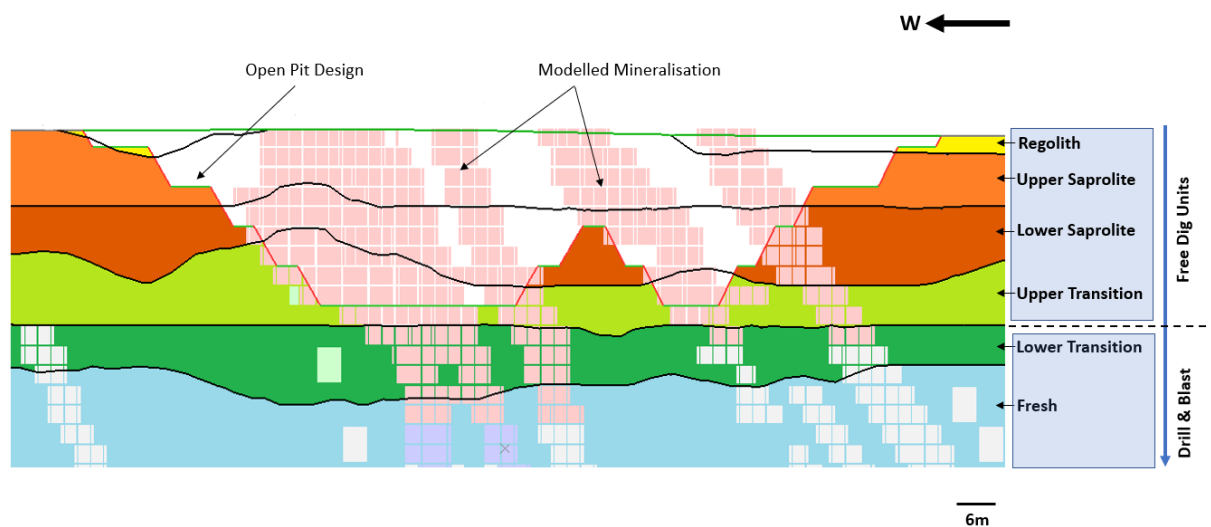 W
Open Pit Design
Modelled Mineralisation
Regolith
Upper Saprolite
Lower Saprolite
Upper Transition
Lower Transition
Fresh
Free Dig Units
Drill & Blast
6m